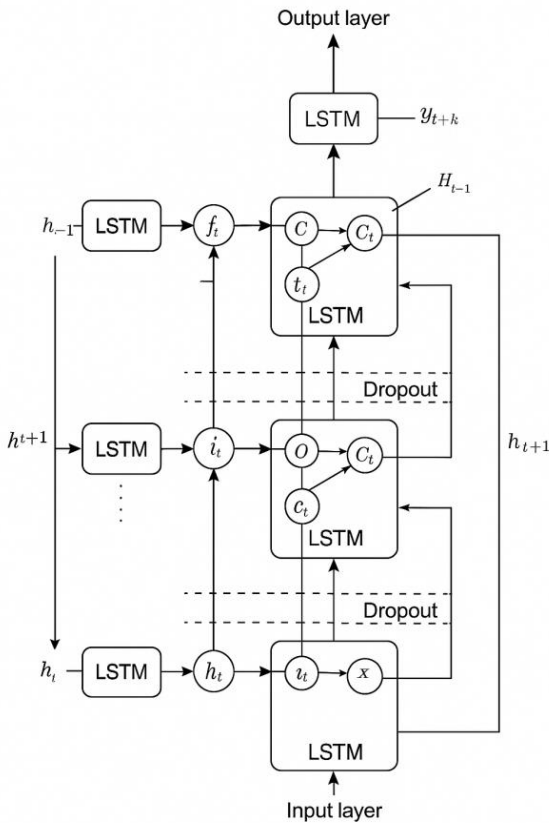 Output layer
LSTM
y_{t+k}
H_{t-1}
h_{-1}
LSTM
f_t
C
C_t
t_t
LSTM
Dropout
h^{t+1}
LSTM
i_t
O
C_t
h_{t+1}
c_t
LSTM
Dropout
h_t
LSTM
h_t
ı_t
x
LSTM
Input layer